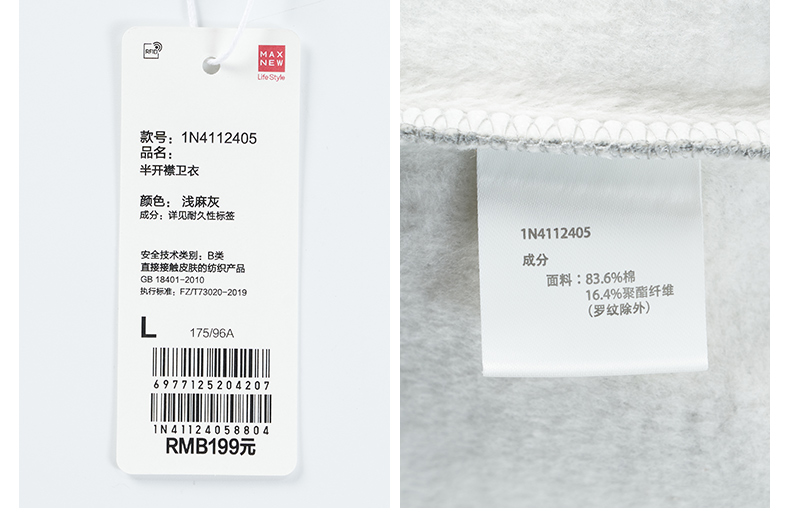 RFID
MAX
NEW
LifeStyle
款号：1N4112405
品名：
半开襟卫衣
颜色：浅麻灰
成分：详见耐久性标签
安全技术类别：B类
直接接触皮肤的纺织产品
GB 18401-2010
执行标准：FZ/T73020-2019
L 175/96A
6977125204207
1N41124058804
RMB199元
1N4112405
成分
面料：83.6%棉
16.4%聚酯纤维
（罗纹除外）